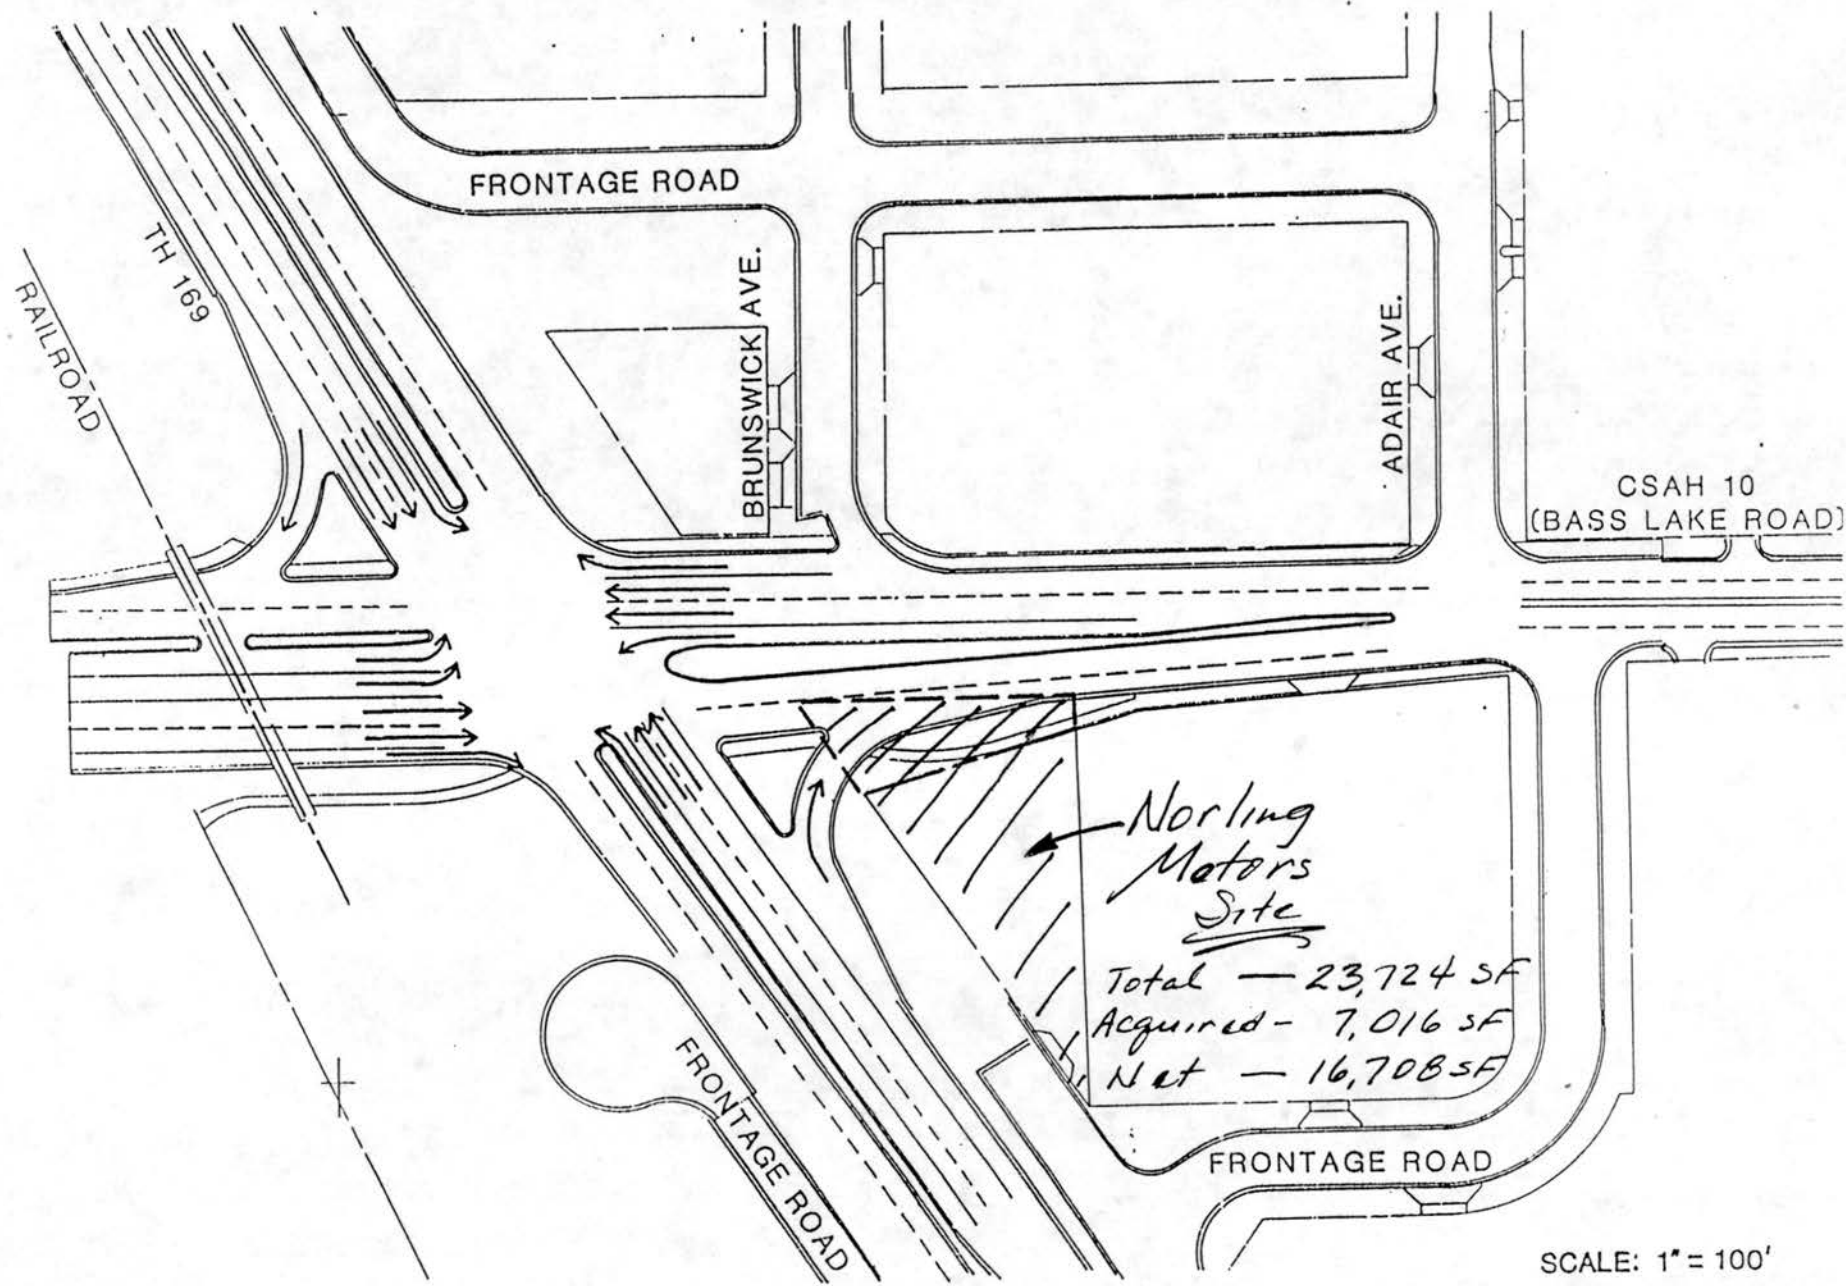 FRONTAGE ROAD
TH 169
RAILROAD
BRUNSWICK AVE.
ADAIR AVE.
CSAH 10
(BASS LAKE ROAD)
Norling
Motors
Site
Total — 23,724 SF
Acquired - 7,016 SF
Net — 16,708 SF
FRONTAGE ROAD
FRONTAGE ROAD
SCALE: 1" = 100'